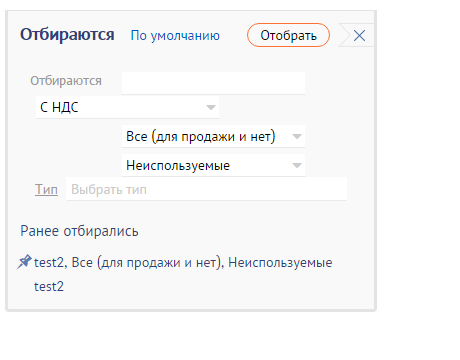 Отбираются По умолчанию Отобрать
Отбираются
С НДС
Все (для продажи и нет)
Неиспользуемые
Тип Выбрать тип
Ранее отбирались
test2, Все (для продажи и нет), Неиспользуемые
test2